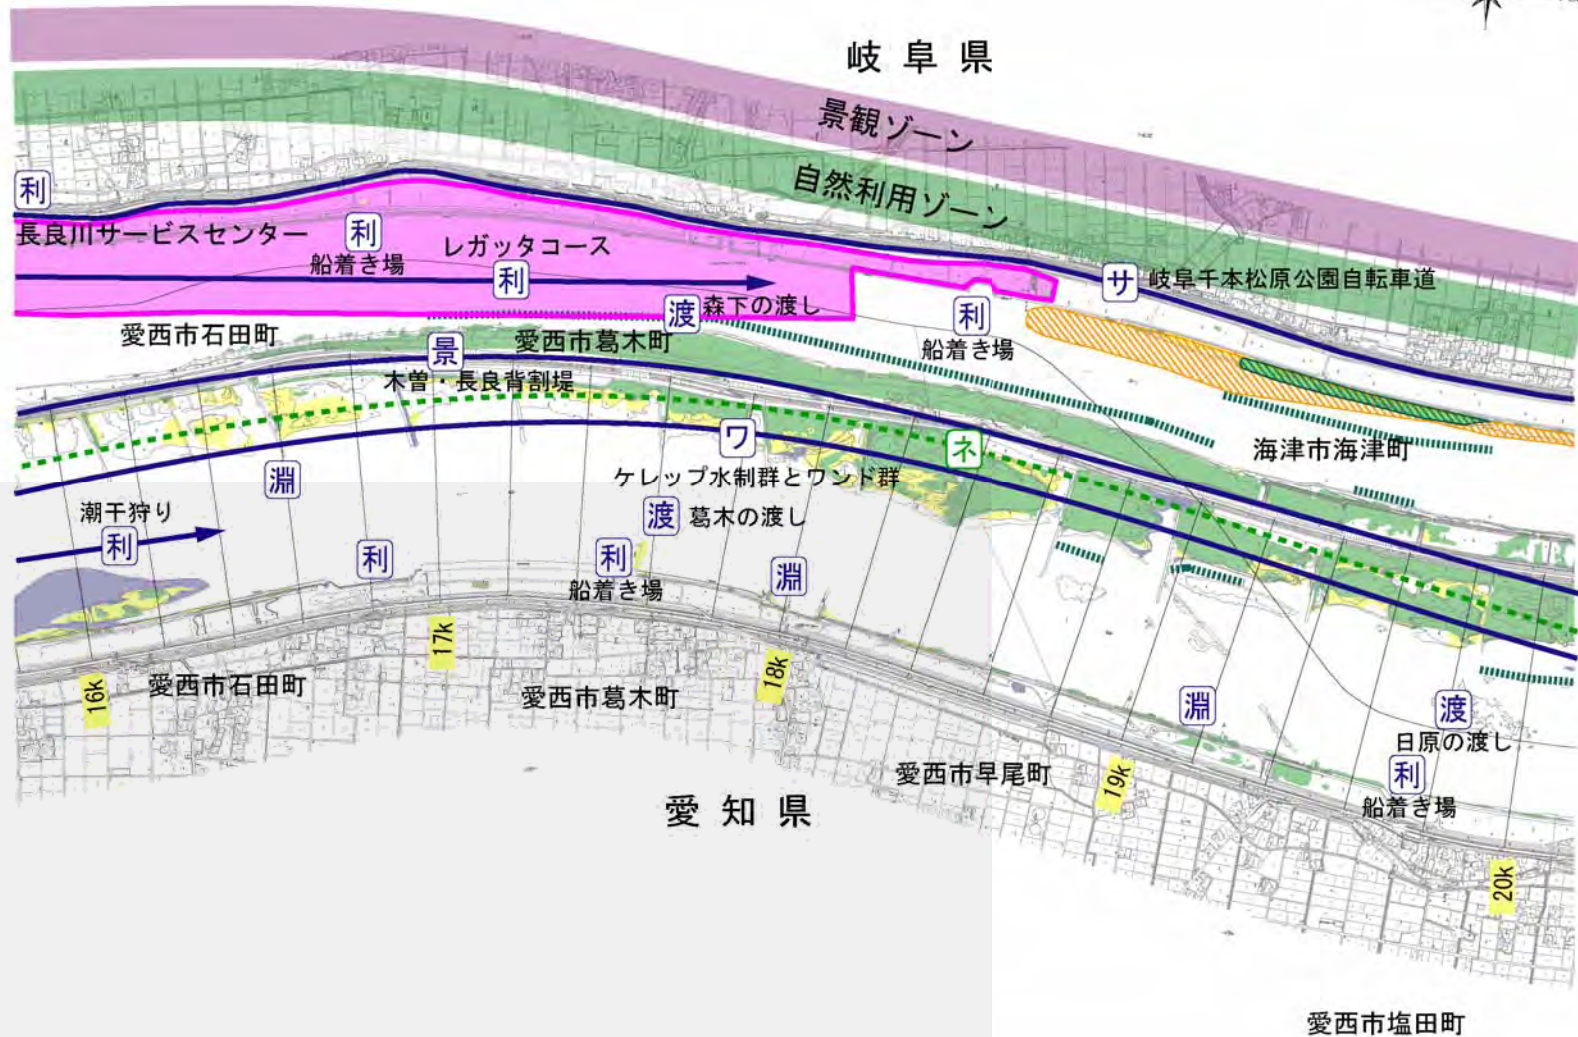 岐阜県
景観ゾーン
自然利用ゾーン
利
長良川サービスセンター
利
船着き場
レガッタコース
利
サ
岐阜千本松原公園自転車道
渡
森下の渡し
利
船着き場
愛西市石田町
景
愛西市葛木町
木曽・長良背割堤
海津市海津町
ワ
ネ
ケレップ水制群とワンド群
淵
渡
葛木の渡し
潮干狩り
利
利
利
船着き場
淵
16k
17k
18k
愛西市石田町
愛西市葛木町
淵
渡
日原の渡し
愛西市早尾町
19k
利
船着き場
愛知県
20k
愛西市塩田町